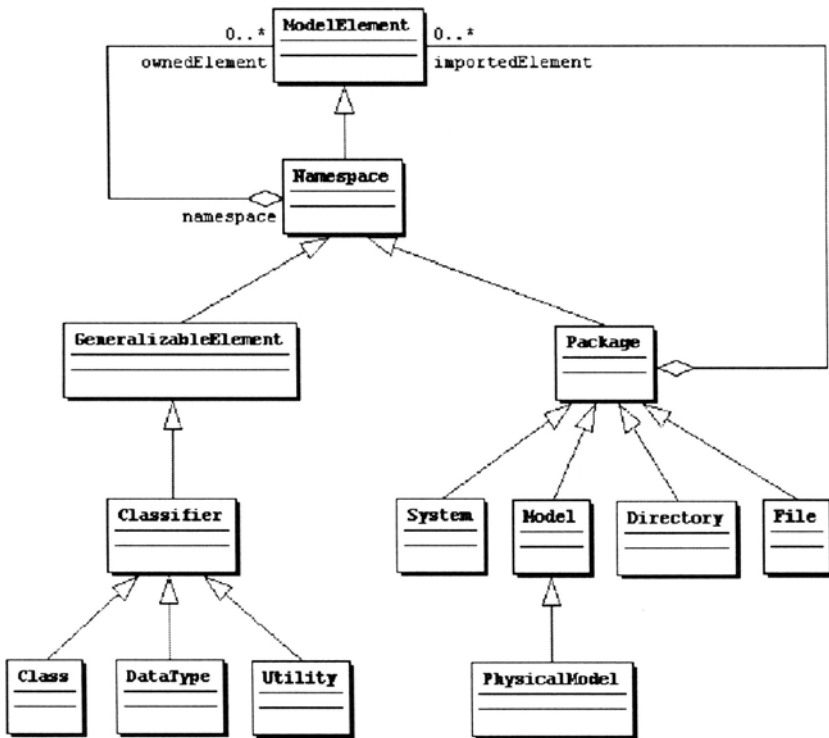 ModelElement
0..*
0..*
ownedElement
importedElement
Namespace
namespace
GeneralizableElement
Package
Classifier
System
Model
Directory
File
Class
DataType
Utility
PhysicalModel